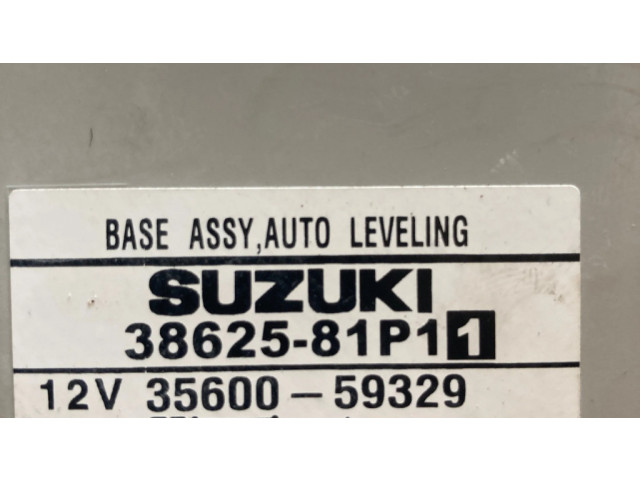 BASE ASSY,AUTO LEVELING
SUZUKI
38625-81P11
12V 35600-59329